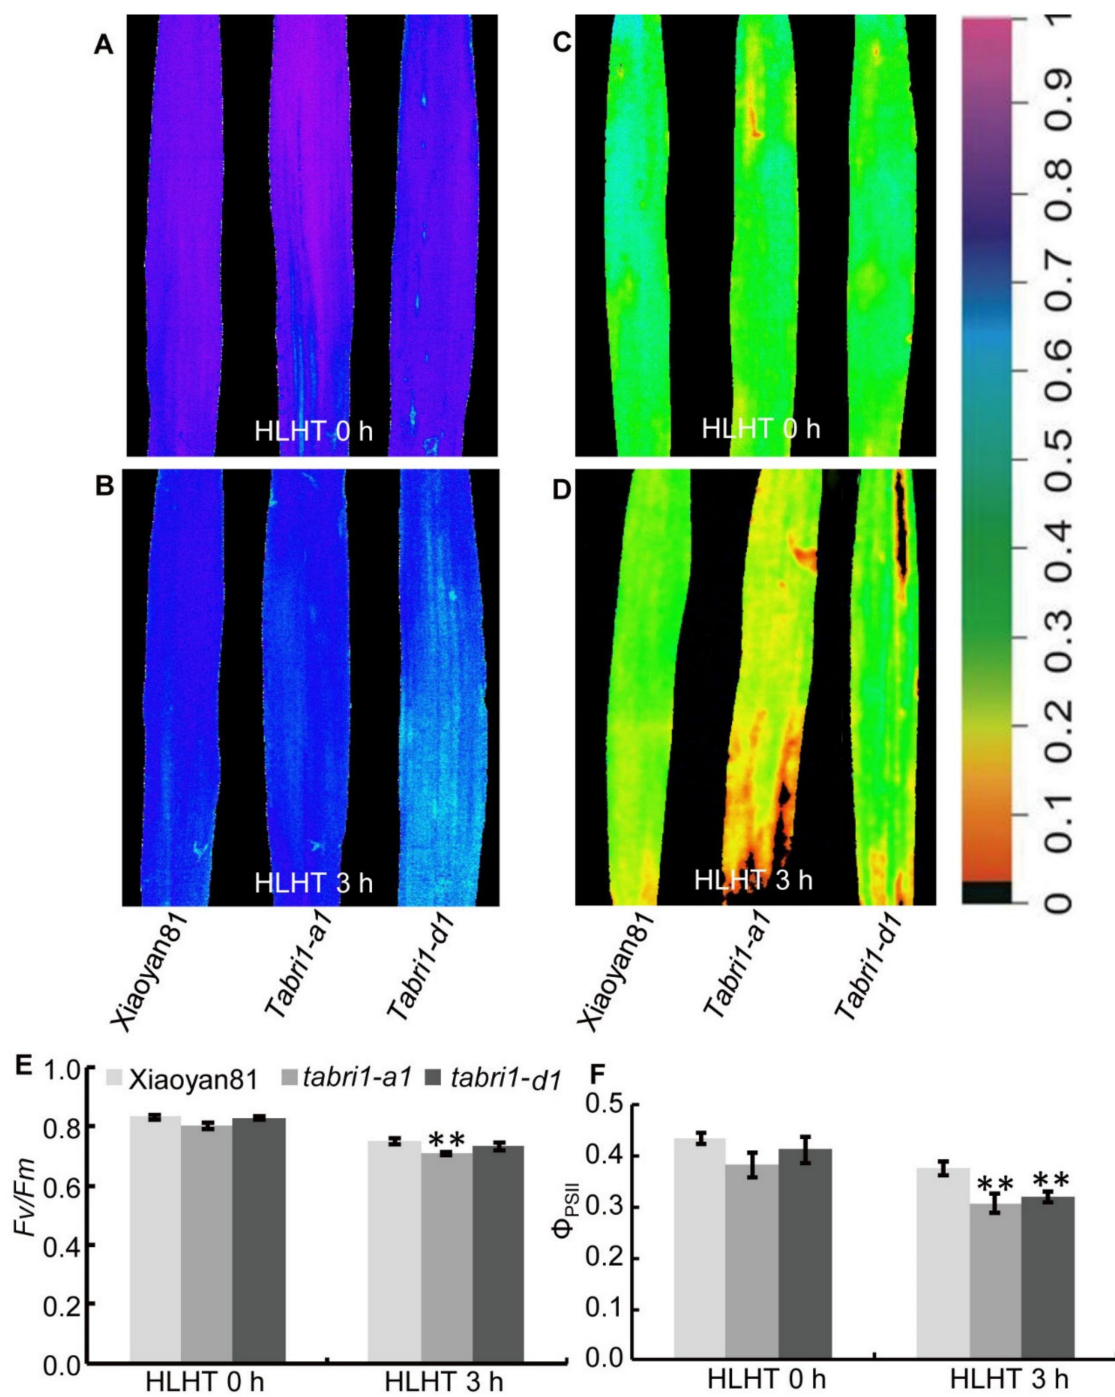 A
C
HLHT 0 h
HLHT 0 h
B
D
HLHT 3 h
HLHT 3 h
1
0.9
0.8
0.7
0.6
0.5
0.4
0.3
0.2
0.1
0
Xiaoyan81
Tabri1-a1
Tabri1-d1
Xiaoyan81
Tabri1-a1
Tabri1-d1
E
Xiaoyan81 tabri1-a1 tabri1-d1
Fv/Fm
1.0
0.8
0.6
0.4
0.2
0.0
**
HLHT 0 h HLHT 3 h
F
ΦPSII
0.5
0.4
0.3
0.2
0.1
0.0
** **
HLHT 0 h HLHT 3 h